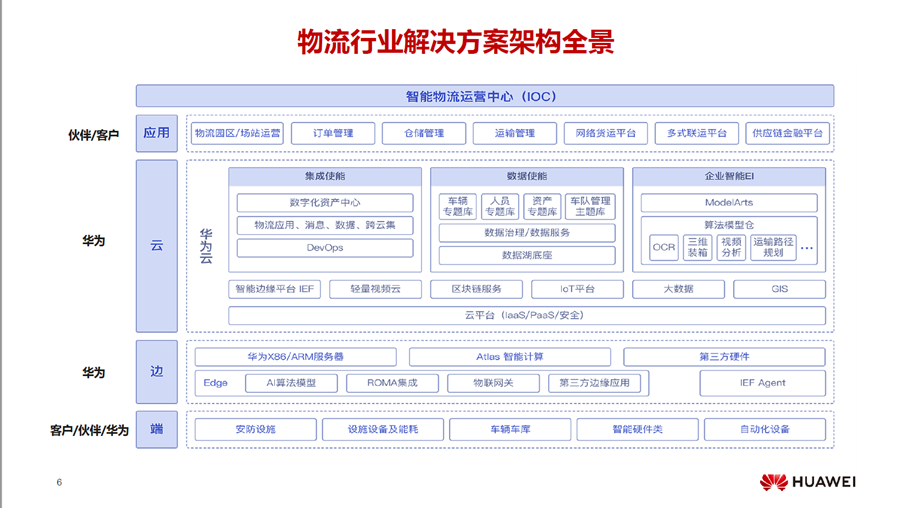 物流行业解决方案架构全景
智能物流运营中心（IOC）
伙伴/客户
应用
物流园区/场站运营
订单管理
仓储管理
运输管理
网络货运平台
多式联运平台
供应链金融平台
华为
云
华为云
集成使能
数字化资产中心
物流应用、消息、数据、跨云集
DevOps
数据使能
车辆
专题库
人员
专题库
资产
专题库
车队管理
主题库
数据治理/数据服务
数据湖底座
企业智能EI
ModelArts
算法模型仓
OCR
三维
装箱
视频
分析
运输路径
规划
...
智能边缘平台 IEF
轻量视频云
区块链服务
IoT平台
大数据
GIS
云平台（IaaS/PaaS/安全）
华为
边
华为X86/ARM服务器
Atlas 智能计算
第三方硬件
Edge
AI算法模型
ROMA集成
物联网关
第三方边缘应用
IEF Agent
客户/伙伴/华为
端
安防设施
设施设备及能耗
车辆车库
智能硬件类
自动化设备
6
HUAWEI